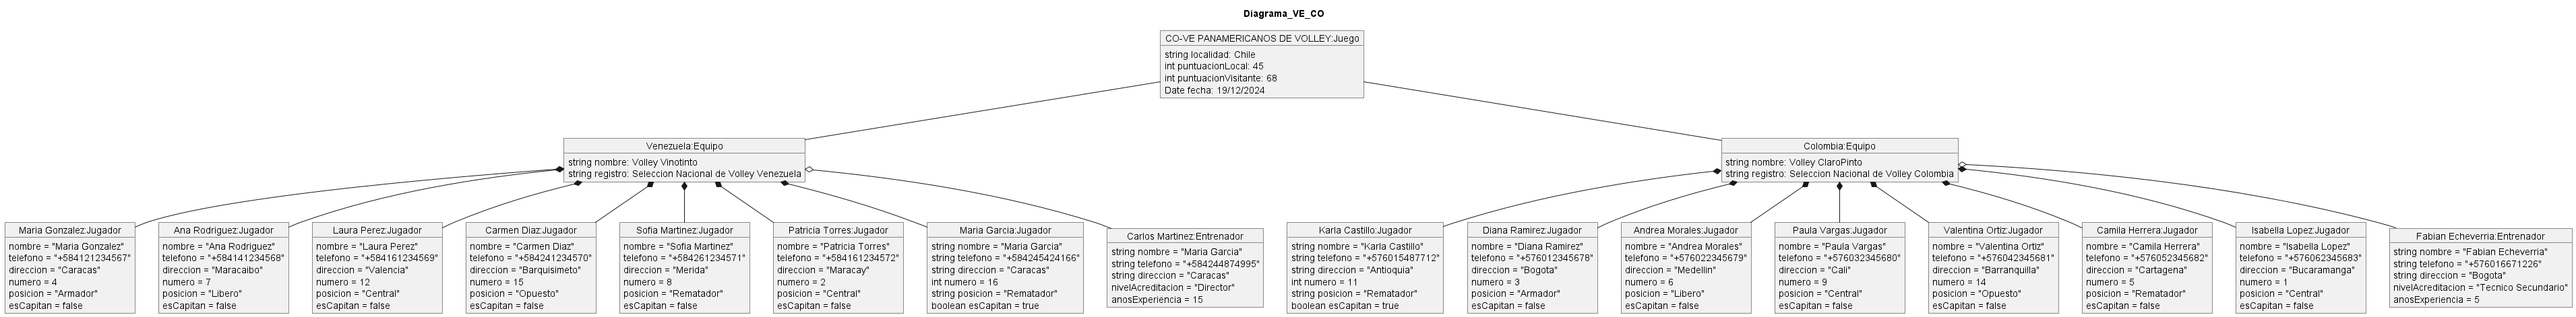 Diagrama_VE_CO
CO-VE PANAMERICANOS DE VOLLEY:Juego
string localidad: Chile
int puntuacionLocal: 45
int puntuacionVisitante: 68
Date fecha: 19/12/2024
Venezuela:Equipo
string nombre: Volley Vinotinto
string registro: Seleccion Nacional de Volley Venezuela
Colombia:Equipo
string nombre: Volley ClaroPinto
string registro: Seleccion Nacional de Volley Colombia
Maria Gonzalez:Jugador
nombre = "Maria Gonzalez"
telefono = "+584121234567"
direccion = "Caracas"
numero = 4
posicion = "Armador"
esCapitan = false
Ana Rodriguez:Jugador
nombre = "Ana Rodriguez"
telefono = "+584141234568"
direccion = "Maracaibo"
numero = 7
posicion = "Libero"
esCapitan = false
Laura Perez:Jugador
nombre = "Laura Perez"
telefono = "+584161234569"
direccion = "Valencia"
numero = 12
posicion = "Central"
esCapitan = false
Carmen Diaz:Jugador
nombre = "Carmen Diaz"
telefono = "+584241234570"
direccion = "Barquisimeto"
numero = 15
posicion = "Opuesto"
esCapitan = false
Sofia Martinez:Jugador
nombre = "Sofia Martinez"
telefono = "+584261234571"
direccion = "Merida"
numero = 8
posicion = "Rematador"
esCapitan = false
Patricia Torres:Jugador
nombre = "Patricia Torres"
telefono = "+584161234572"
direccion = "Maracay"
numero = 2
posicion = "Central"
esCapitan = false
Maria Garcia:Jugador
string nombre = "Maria Garcia"
string telefono = "+584245424166"
string direccion = "Caracas"
int numero = 16
string posicion = "Rematador"
boolean esCapitan = true
Carlos Martinez:Entrenador
string nombre = "Maria Garcia"
string telefono = "+584244874995"
string direccion = "Caracas"
nivelAcreditacion = "Director"
anosExperiencia = 15
Karla Castillo:Jugador
string nombre = "Karla Castillo"
string telefono = "+576015487712"
string direccion = "Antioquia"
int numero = 11
string posicion = "Rematador"
boolean esCapitan = true
Diana Ramirez:Jugador
nombre = "Diana Ramirez"
telefono = "+576012345678"
direccion = "Bogota"
numero = 3
posicion = "Armador"
esCapitan = false
Andrea Morales:Jugador
nombre = "Andrea Morales"
telefono = "+576022345679"
direccion = "Medellin"
numero = 6
posicion = "Libero"
esCapitan = false
Paula Vargas:Jugador
nombre = "Paula Vargas"
telefono = "+576032345680"
direccion = "Cali"
numero = 9
posicion = "Central"
esCapitan = false
Valentina Ortiz:Jugador
nombre = "Valentina Ortiz"
telefono = "+576042345681"
direccion = "Barranquilla"
numero = 14
posicion = "Opuesto"
esCapitan = false
Camila Herrera:Jugador
nombre = "Camila Herrera"
telefono = "+576052345682"
direccion = "Cartagena"
numero = 5
posicion = "Rematador"
esCapitan = false
Isabella Lopez:Jugador
nombre = "Isabella Lopez"
telefono = "+576062345683"
direccion = "Bucaramanga"
numero = 1
posicion = "Central"
esCapitan = false
Fabian Echeverria:Entrenador
string nombre = "Fabian Echeverria"
string telefono = "+576016671226"
string direccion = "Bogota"
nivelAcreditacion = "Tecnico Secundario"
anosExperiencia = 5